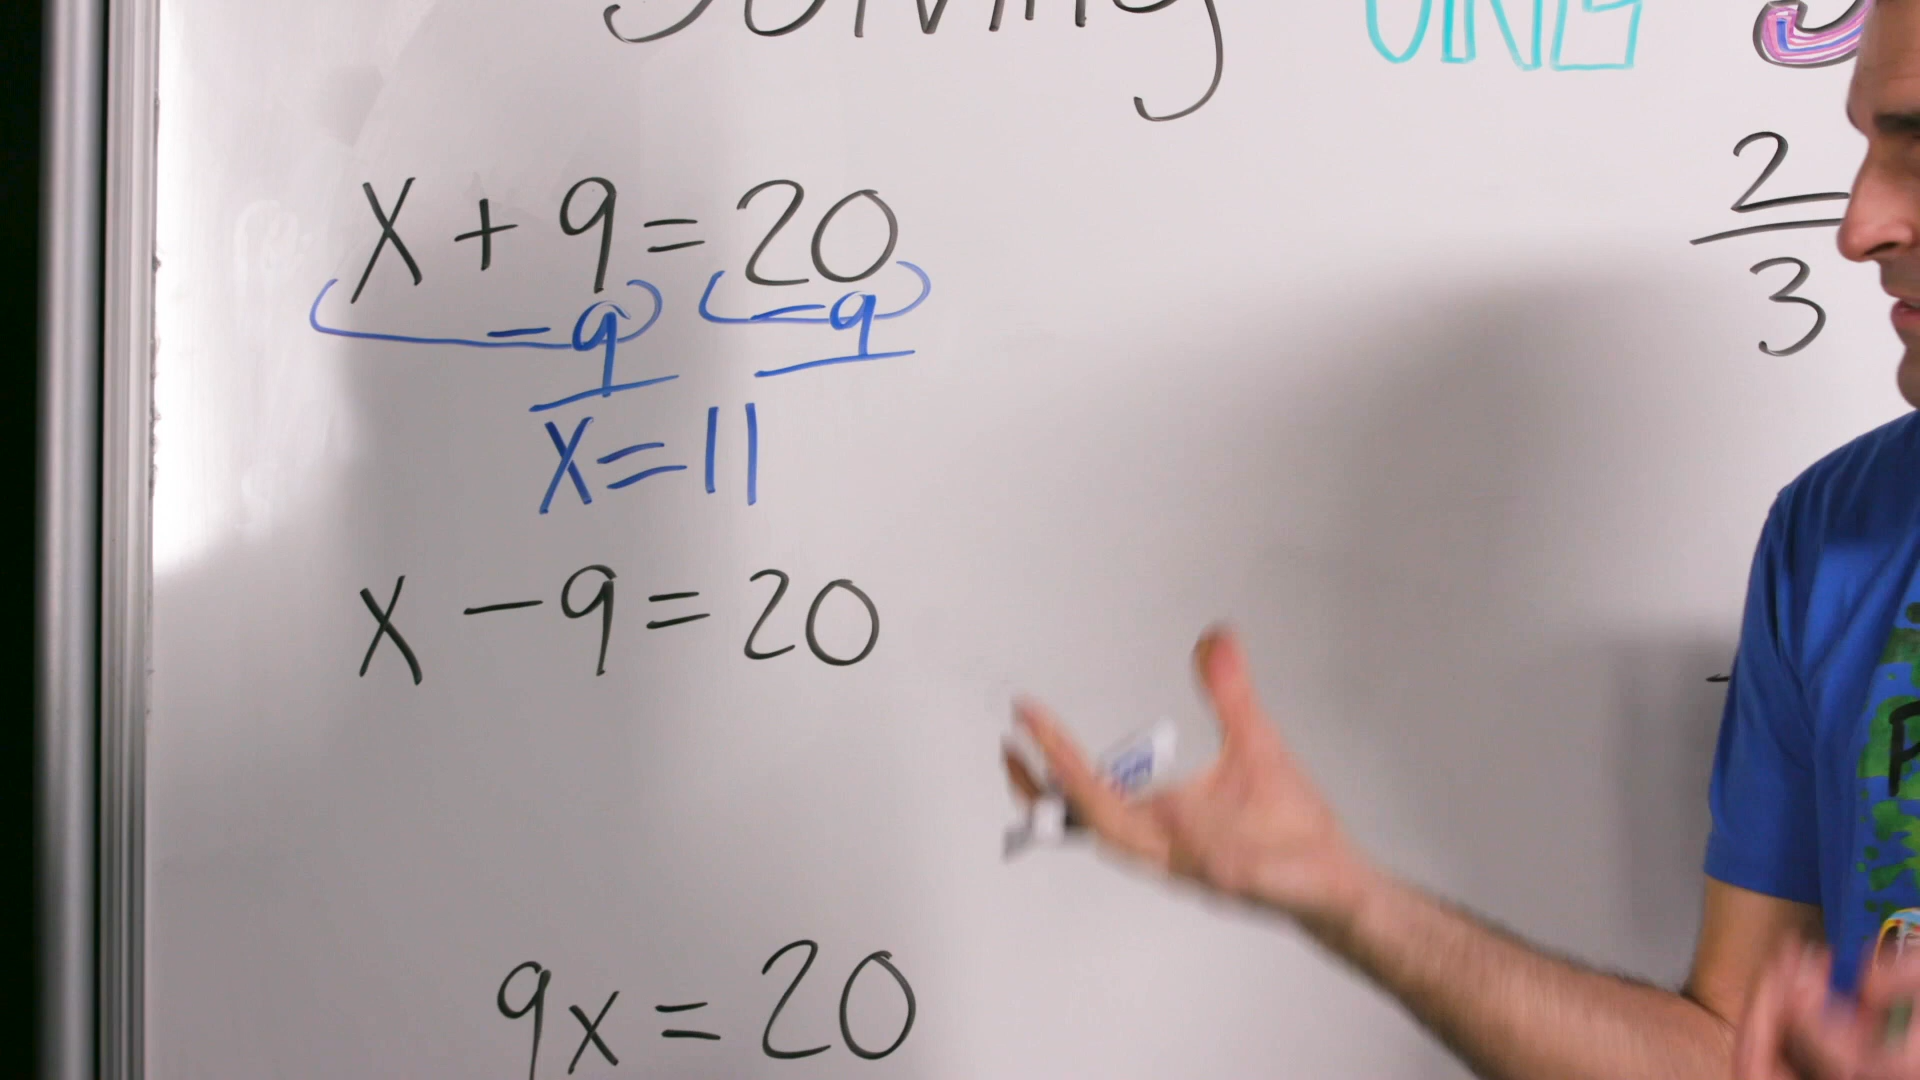 Solving ONE
x + 9 = 20
-9 -9
x = 11
x - 9 = 20
9x = 20
2
3